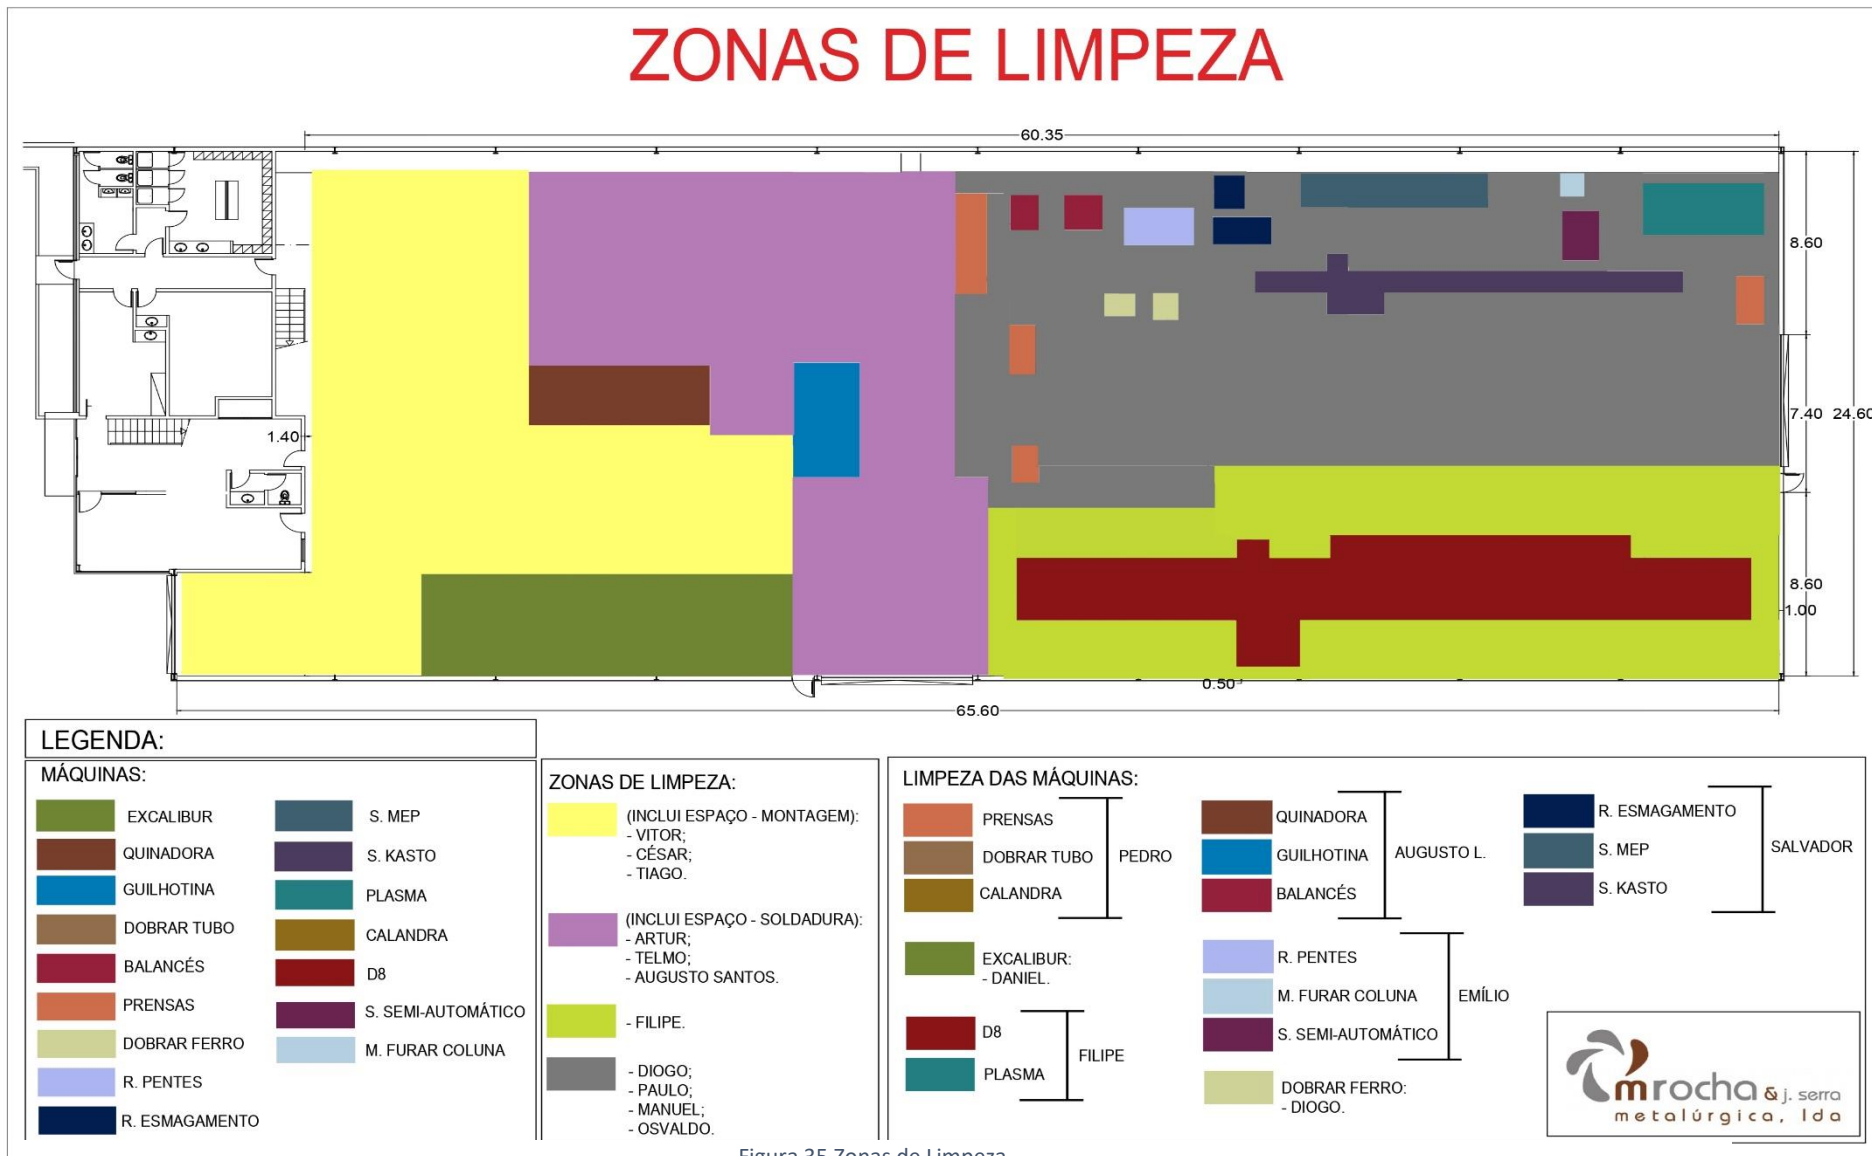 ZONAS DE LIMPEZA
60.35
8.60
7.40
24.60
1.40
8.60
1.00
0.50
65.60
LEGENDA:
MÁQUINAS:
EXCALIBUR
QUINADORA
GUILHOTINA
DOBRAR TUBO
BALANCÉS
PRENSAS
DOBRAR FERRO
R. PENTES
R. ESMAGAMENTO
S. MEP
S. KASTO
PLASMA
CALANDRA
D8
S. SEMI-AUTOMÁTICO
M. FURAR COLUNA
ZONAS DE LIMPEZA:
(INCLUI ESPAÇO - MONTAGEM):
- VITOR;
- CÉSAR;
- TIAGO.
(INCLUI ESPAÇO - SOLDADURA):
- ARTUR;
- TELMO;
- AUGUSTO SANTOS.
- FILIPE.
- DIOGO;
- PAULO;
- MANUEL;
- OSVALDO.
LIMPEZA DAS MÁQUINAS:
PRENSAS
DOBRAR TUBO
CALANDRA
PEDRO
EXCALIBUR:
- DANIEL.
D8
PLASMA
FILIPE
QUINADORA
GUILHOTINA
BALANCÉS
AUGUSTO L.
R. PENTES
M. FURAR COLUNA
S. SEMI-AUTOMÁTICO
EMÍLIO
DOBRAR FERRO:
- DIOGO.
R. ESMAGAMENTO
S. MEP
S. KASTO
SALVADOR
mrocha & j. serra
metalúrgica, lda
Figura 35 Zonas de Limpeza